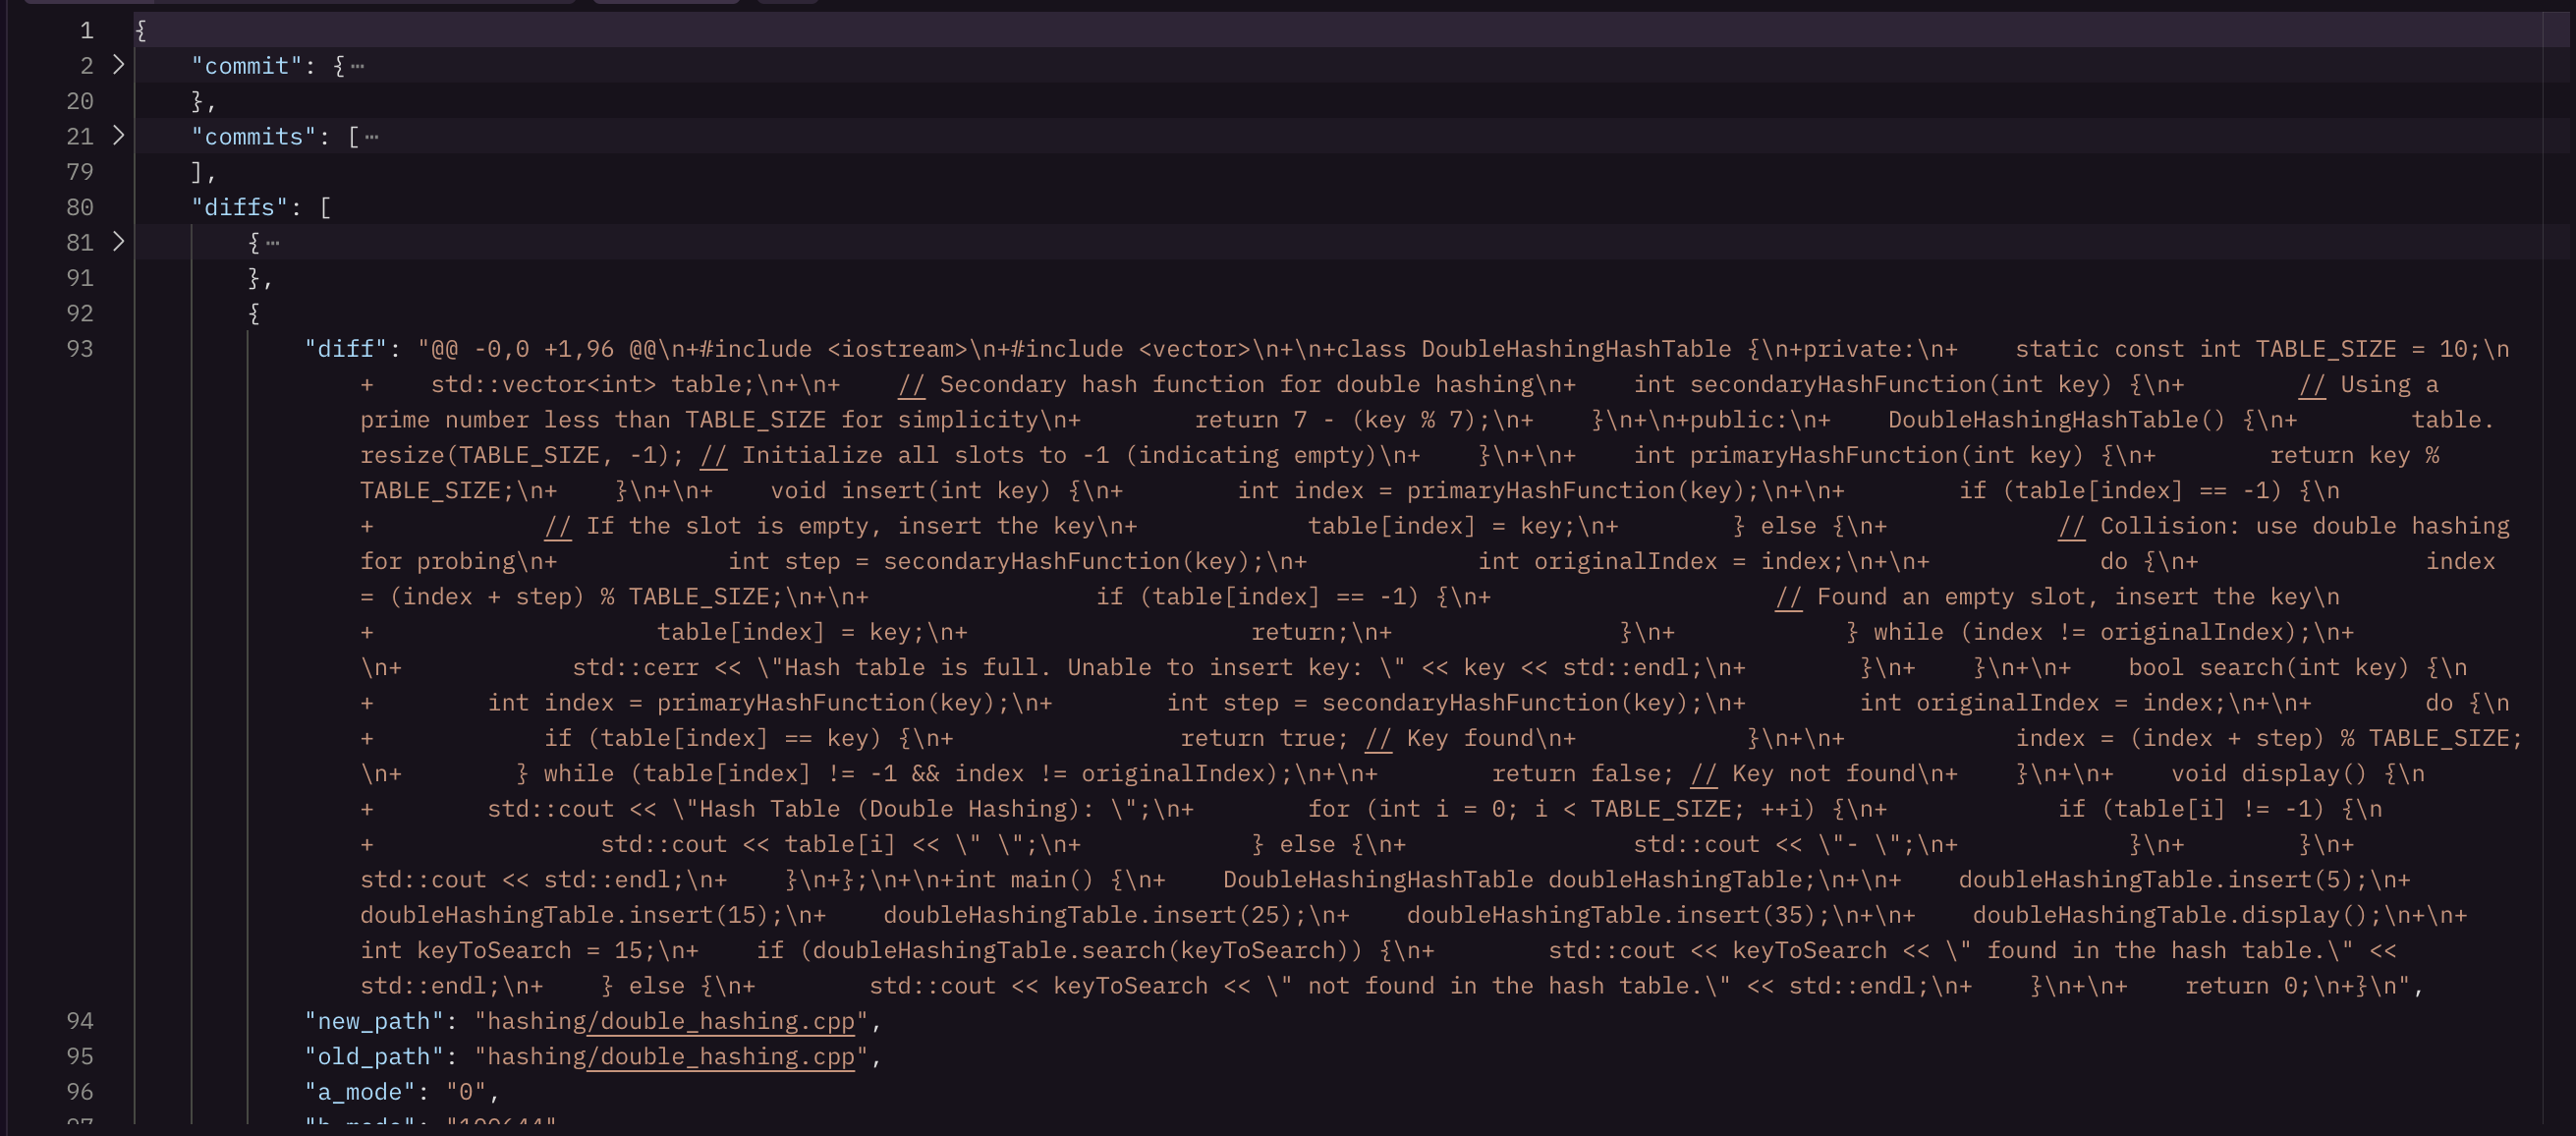 1 {
2 "commit": { ⋯
20 },
21 "commits": [ ⋯
79 ],
80 "diffs": [
81 { ⋯
91 },
92 {
93 "diff": "@@ -0,0 +1,96 @@\n+#include <iostream>\n+#include <vector>\n+\n+class DoubleHashingHashTable {\n+private:\n+    static const int TABLE_SIZE = 10;\n
+    std::vector<int> table;\n+\n+    // Secondary hash function for double hashing\n+    int secondaryHashFunction(int key) {\n+        // Using a
prime number less than TABLE_SIZE for simplicity\n+        return 7 - (key % 7);\n+    }\n+\n+public:\n+    DoubleHashingHashTable() {\n+        table.
resize(TABLE_SIZE, -1); // Initialize all slots to -1 (indicating empty)\n+    }\n+\n+    int primaryHashFunction(int key) {\n+        return key %
TABLE_SIZE;\n+    }\n+\n+    void insert(int key) {\n+        int index = primaryHashFunction(key);\n+\n+        if (table[index] == -1) {\n
+            // If the slot is empty, insert the key\n+            table[index] = key;\n+        } else {\n+            // Collision: use double hashing
for probing\n+            int step = secondaryHashFunction(key);\n+            int originalIndex = index;\n+\n+            do {\n+                index
= (index + step) % TABLE_SIZE;\n+\n+                if (table[index] == -1) {\n+                    // Found an empty slot, insert the key\n
+                    table[index] = key;\n+                    return;\n+                }\n+            } while (index != originalIndex);\n+
\n+            std::cerr << \"Hash table is full. Unable to insert key: \" << key << std::endl;\n+        }\n+    }\n+\n+    bool search(int key) {\n
+        int index = primaryHashFunction(key);\n+        int step = secondaryHashFunction(key);\n+        int originalIndex = index;\n+\n+        do {\n
+            if (table[index] == key) {\n+                return true; // Key found\n+            }\n+\n+            index = (index + step) % TABLE_SIZE;
\n+        } while (table[index] != -1 && index != originalIndex);\n+\n+        return false; // Key not found\n+    }\n+\n+    void display() {\n
+        std::cout << \"Hash Table (Double Hashing): \";\n+        for (int i = 0; i < TABLE_SIZE; ++i) {\n+            if (table[i] != -1) {\n
+                std::cout << table[i] << \" \";\n+            } else {\n+                std::cout << \"- \";\n+            }\n+        }\n+
std::cout << std::endl;\n+    }\n+};\n+\n+int main() {\n+    DoubleHashingHashTable doubleHashingTable;\n+\n+    doubleHashingTable.insert(5);\n+
doubleHashingTable.insert(15);\n+    doubleHashingTable.insert(25);\n+    doubleHashingTable.insert(35);\n+\n+    doubleHashingTable.display();\n+\n+
int keyToSearch = 15;\n+    if (doubleHashingTable.search(keyToSearch)) {\n+        std::cout << keyToSearch << \" found in the hash table.\" <<
std::endl;\n+    } else {\n+        std::cout << keyToSearch << \" not found in the hash table.\" << std::endl;\n+    }\n+\n+    return 0;\n+}\n",
94 "new_path": "hashing/double_hashing.cpp",
95 "old_path": "hashing/double_hashing.cpp",
96 "a_mode": "0",